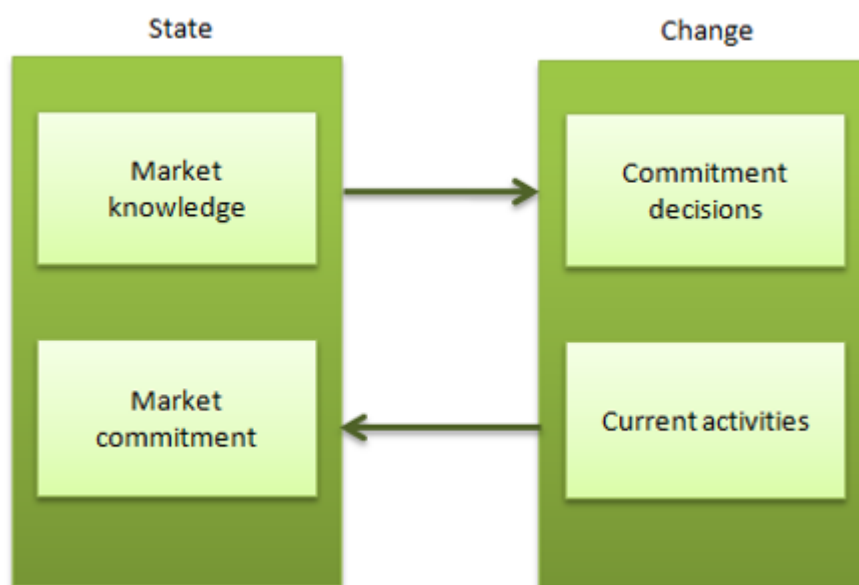 State
Change
Market
knowledge
Commitment
decisions
Market
commitment
Current activities